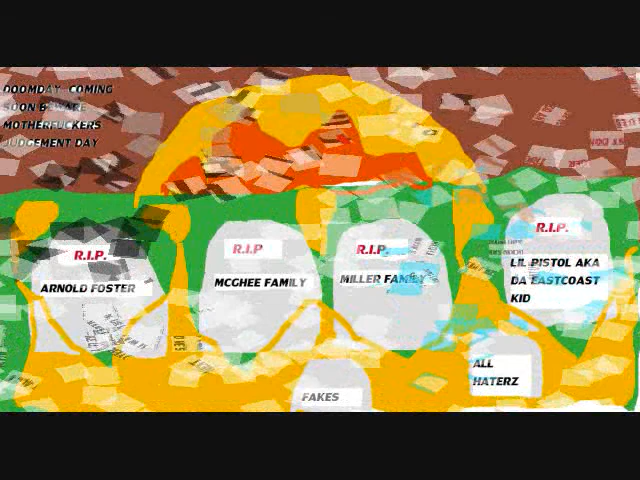 DOOMDAY COMING
SOON BEWARE
MOTHERFUCKERS
JUDGEMENT DAY
R.I.P.
ARNOLD FOSTER
R.I.P
MCGHEE FAMILY
R.I.P.
MILLER FAMILY
R.I.P.
LIL PISTOL AKA
DA EASTCOAST
KID
ALL
HATERZ
FAKES